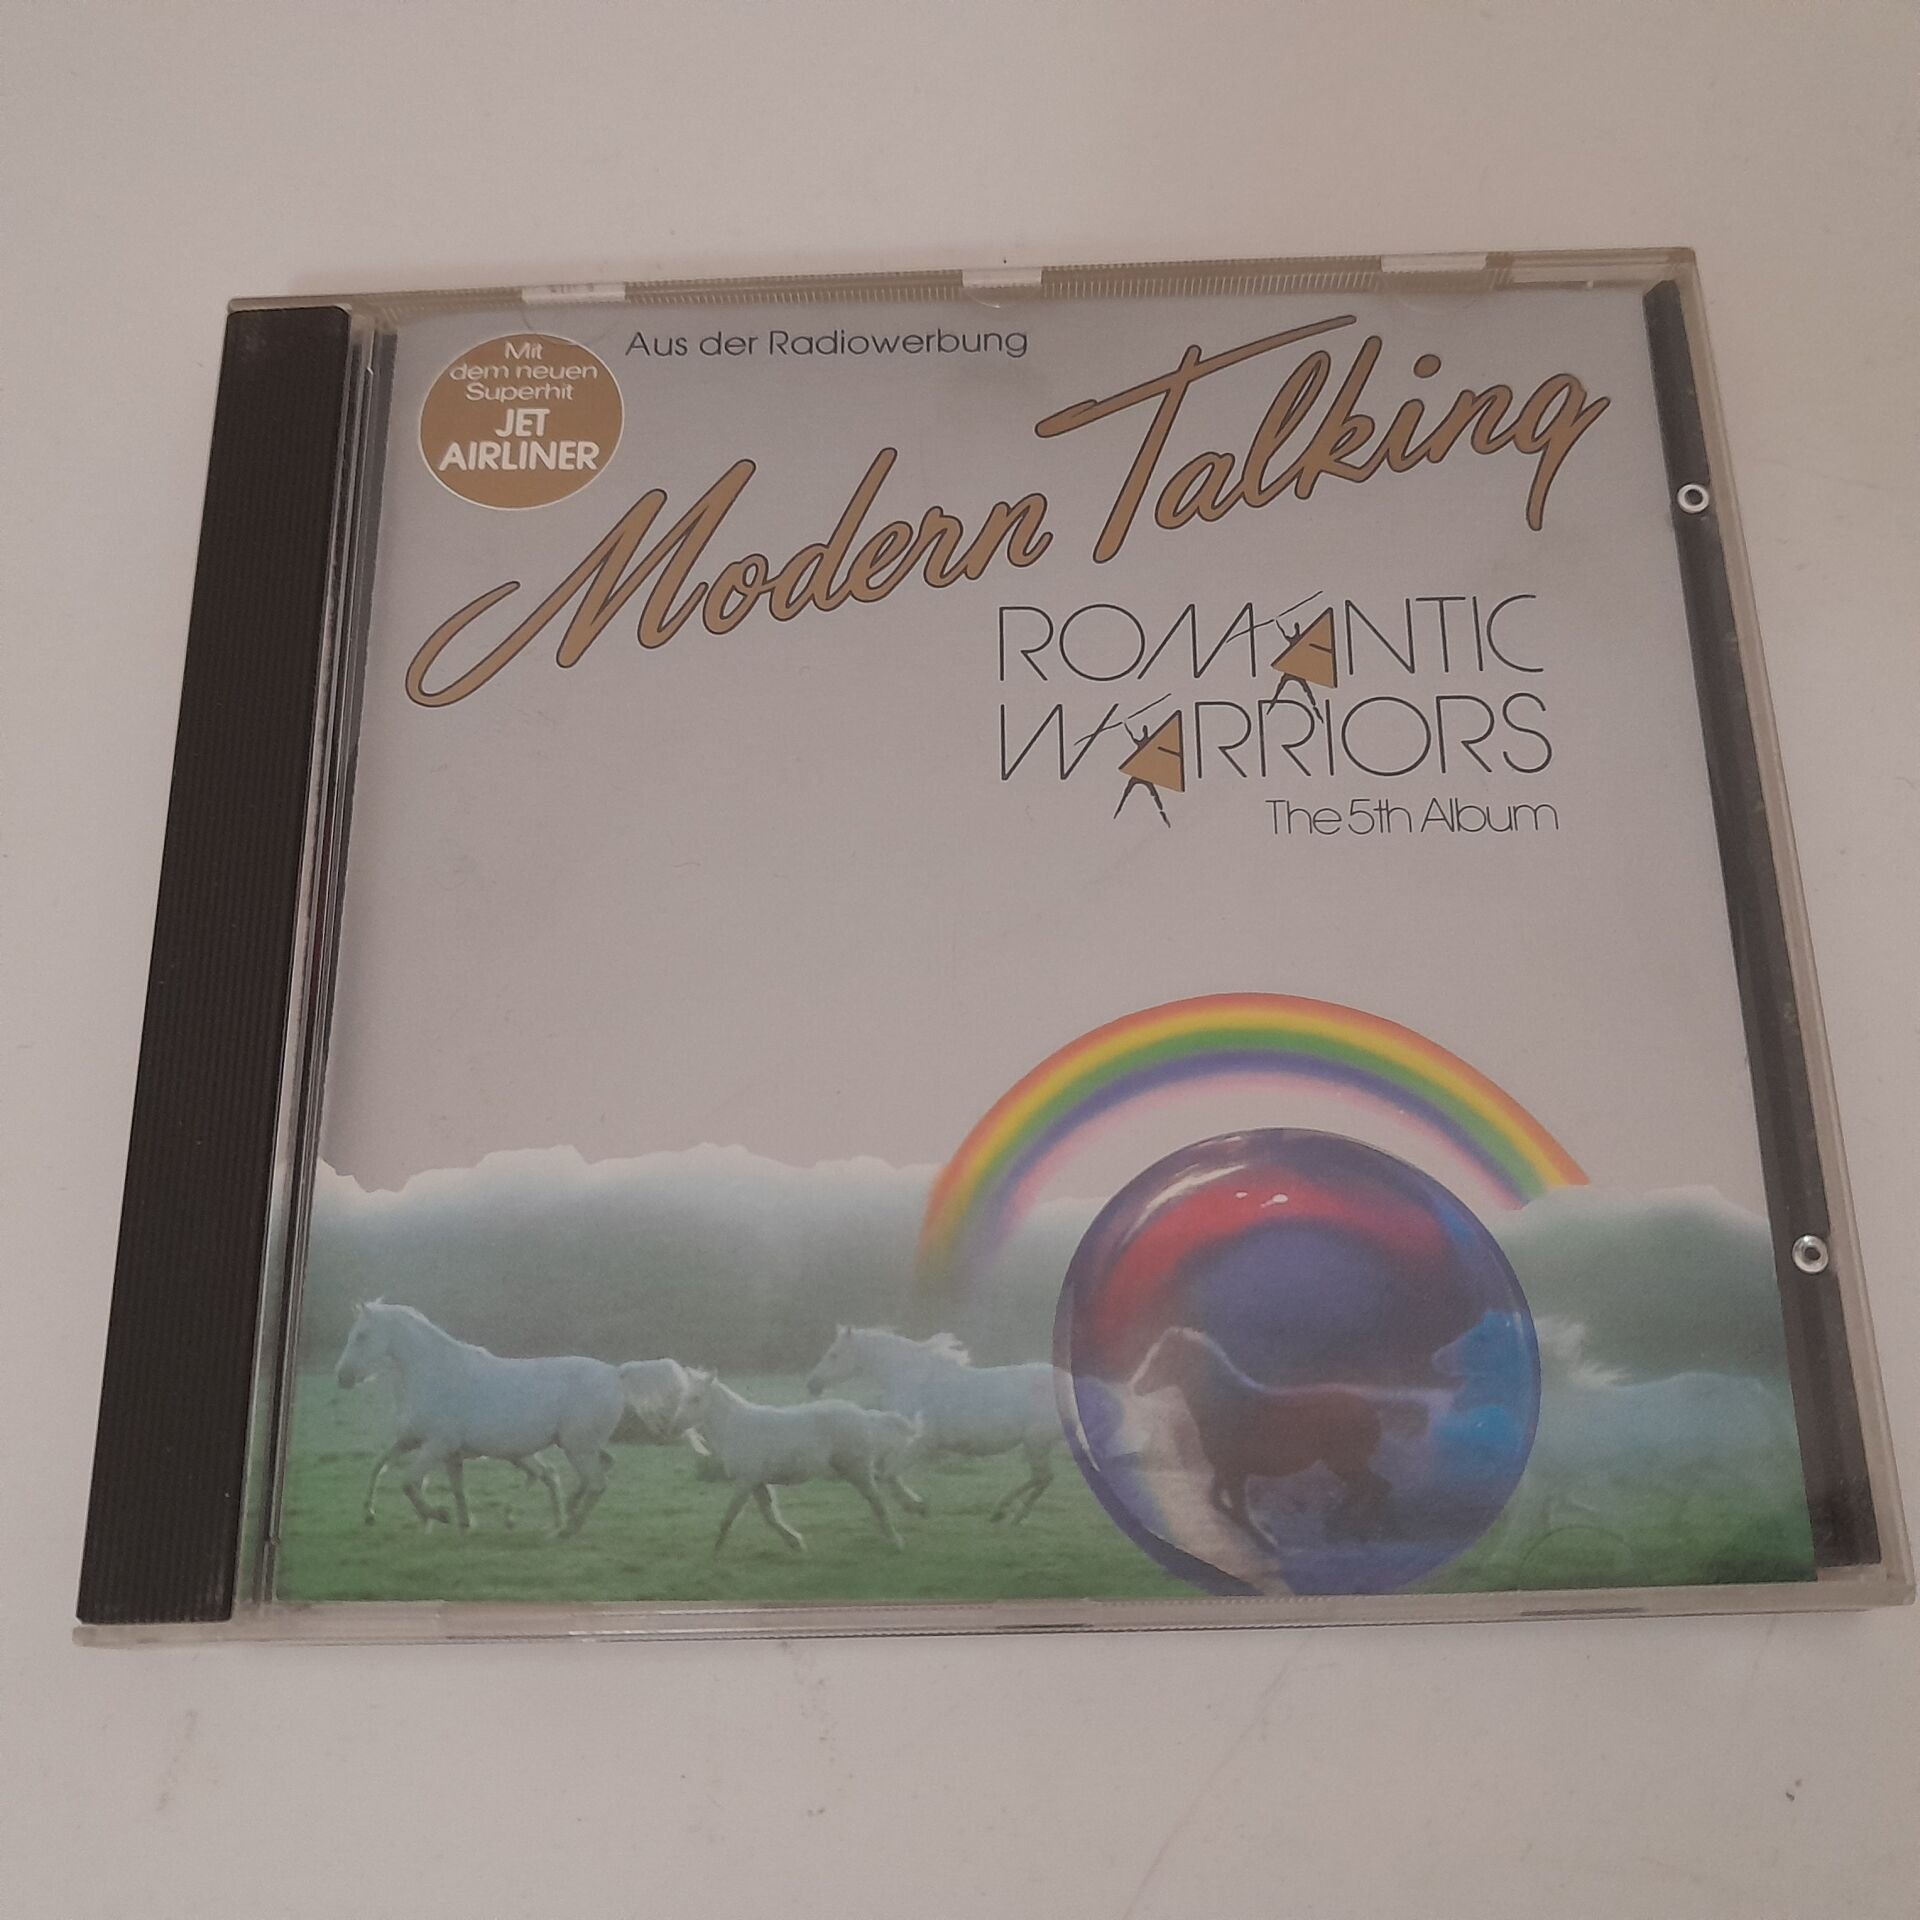 Mit
dem neuen
Superhit
JET
AIRLINER
Aus der Radiowerbung
Modern Talking
ROMANTIC
WARRIORS
The 5th Album